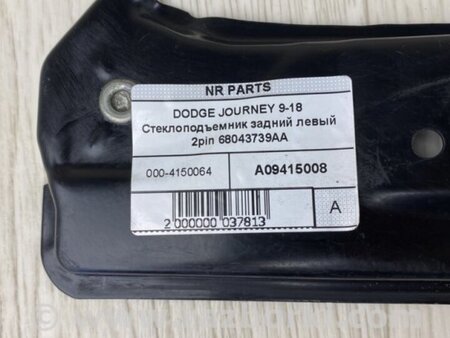 NR PARTS
DODGE JOURNEY 9-18
Стеклоподъемник задний левый
2pin 68043739AA
000-4150064
A09415008
2 000000 037813
A